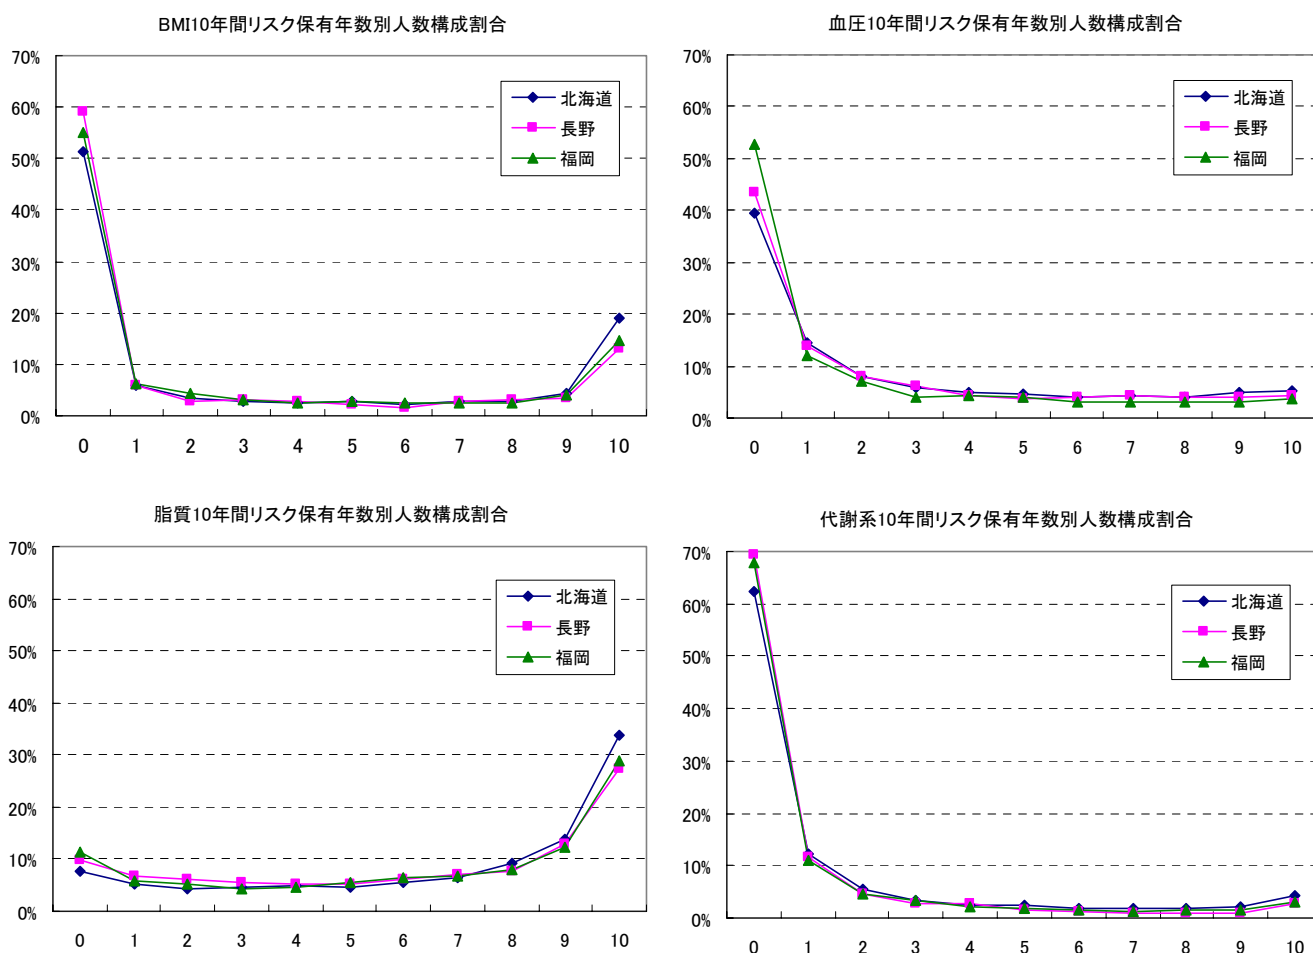 BMI10年間リスク保有年数別人数構成割合
70%
60%
50%
40%
30%
20%
10%
0%
北海道
長野
福岡
0 1 2 3 4 5 6 7 8 9 10
血圧10年間リスク保有年数別人数構成割合
70%
60%
50%
40%
30%
20%
10%
0%
北海道
長野
福岡
0 1 2 3 4 5 6 7 8 9 10
脂質10年間リスク保有年数別人数構成割合
70%
60%
50%
40%
30%
20%
10%
0%
北海道
長野
福岡
0 1 2 3 4 5 6 7 8 9 10
代謝系10年間リスク保有年数別人数構成割合
70%
60%
50%
40%
30%
20%
10%
0%
北海道
長野
福岡
0 1 2 3 4 5 6 7 8 9 10